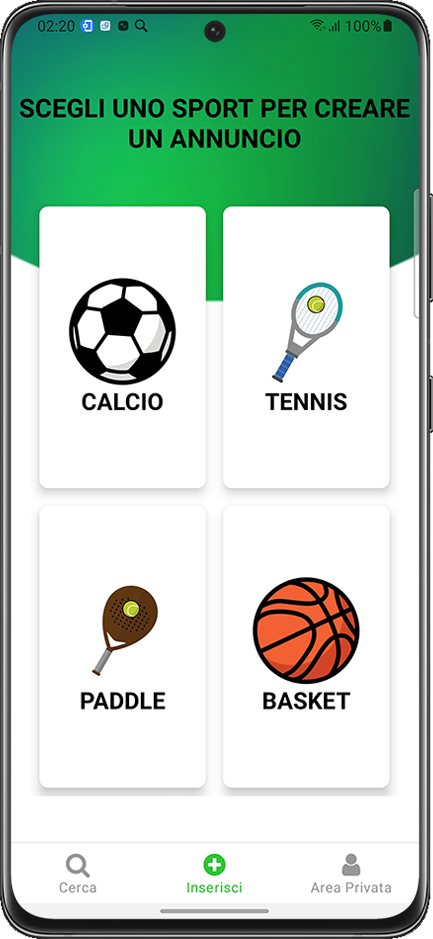 02:20 100%
SCEGLI UNO SPORT PER CREARE
UN ANNUNCIO
CALCIO
TENNIS
PADDLE
BASKET
Cerca
Inserisci
Area Privata